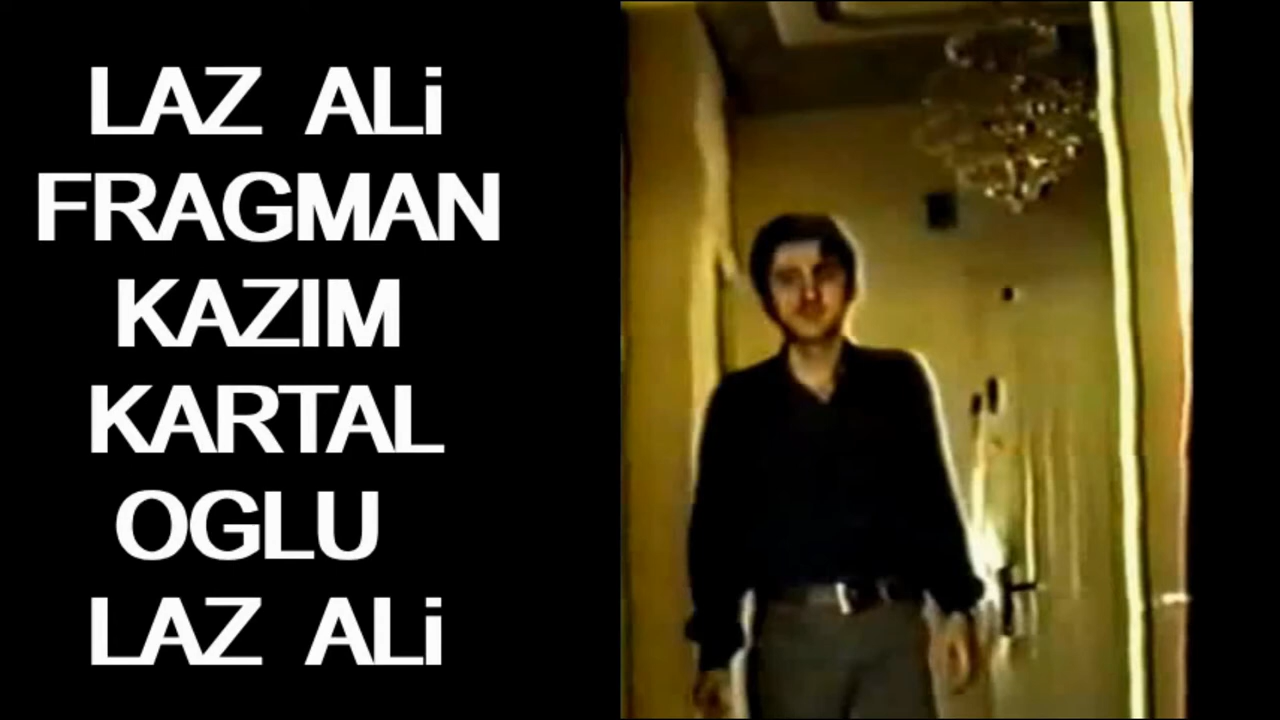 LAZ ALi
FRAGMAN
KAZIM
KARTAL
OGLU
LAZ ALi